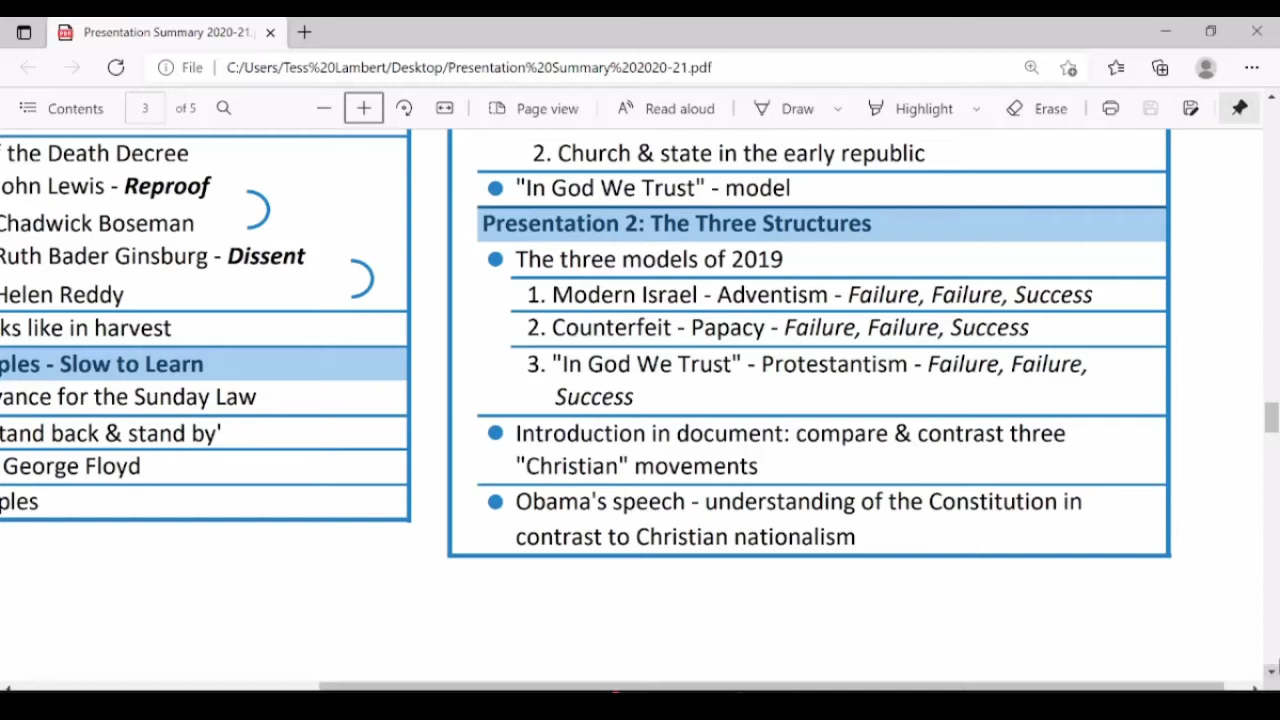 Presentation Summary 2020-21.
File
C:/Users/Tess%20Lambert/Desktop/Presentation%20Summary%202020-21.pdf
Contents
3
of 5
Page view
Read aloud
Draw
Highlight
Erase
the Death Decree
ohn Lewis - Reproof
Chadwick Boseman
Ruth Bader Ginsburg - Dissent
Helen Reddy
ks like in harvest
ples - Slow to Learn
vance for the Sunday Law
tand back & stand by'
George Floyd
ples
2. Church & state in the early republic
"In God We Trust" - model
Presentation 2: The Three Structures
The three models of 2019
1. Modern Israel - Adventism - Failure, Failure, Success
2. Counterfeit - Papacy - Failure, Failure, Success
3. "In God We Trust" - Protestantism - Failure, Failure,
Success
Introduction in document: compare & contrast three
"Christian" movements
Obama's speech - understanding of the Constitution in
contrast to Christian nationalism